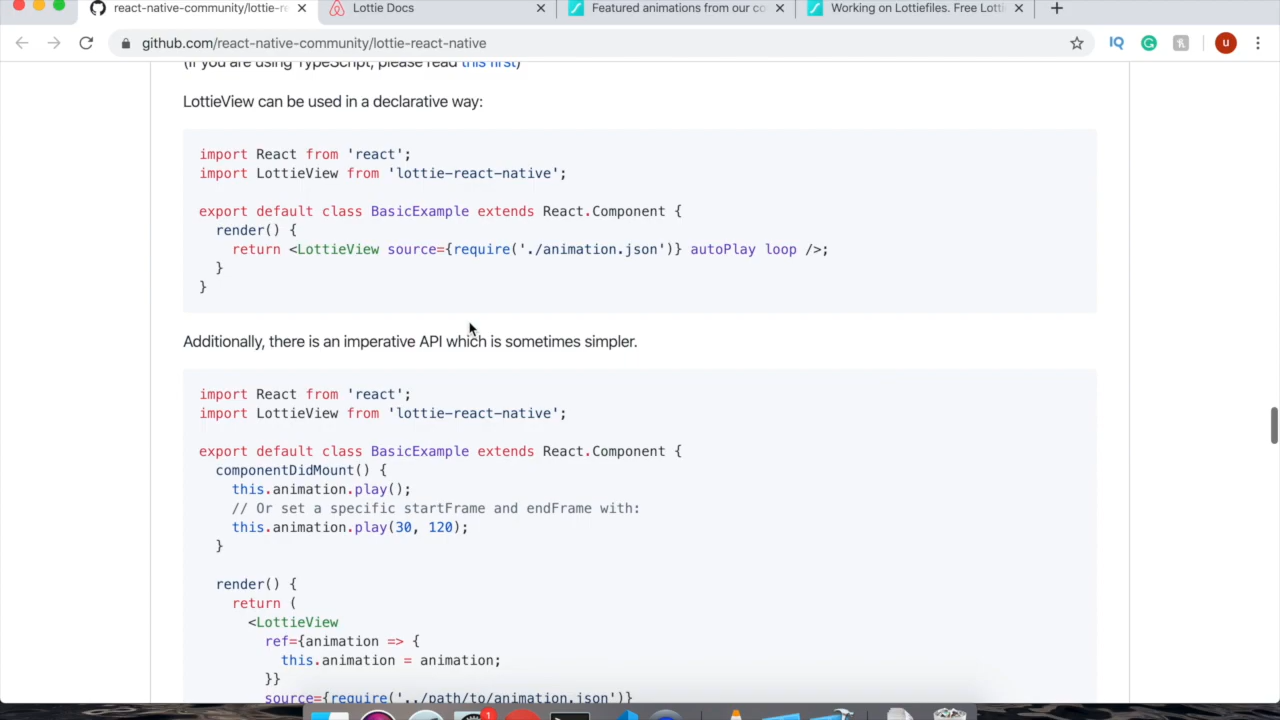 react-native-community/lottie-re
Lottie Docs
Featured animations from our co
Working on Lottiefiles. Free Lotti
github.com/react-native-community/lottie-react-native
IQ
u
(If you are using TypeScript, please read this first)
LottieView can be used in a declarative way:
import React from 'react';
import LottieView from 'lottie-react-native';
export default class BasicExample extends React.Component {
render() {
return <LottieView source={require('./animation.json')} autoPlay loop />;
}
}
Additionally, there is an imperative API which is sometimes simpler.
import React from 'react';
import LottieView from 'lottie-react-native';
export default class BasicExample extends React.Component {
componentDidMount() {
this.animation.play();
// Or set a specific startFrame and endFrame with:
this.animation.play(30, 120);
}
render() {
return (
<LottieView
ref={animation => {
this.animation = animation;
}}
source={require('../path/to/animation.json')}
1